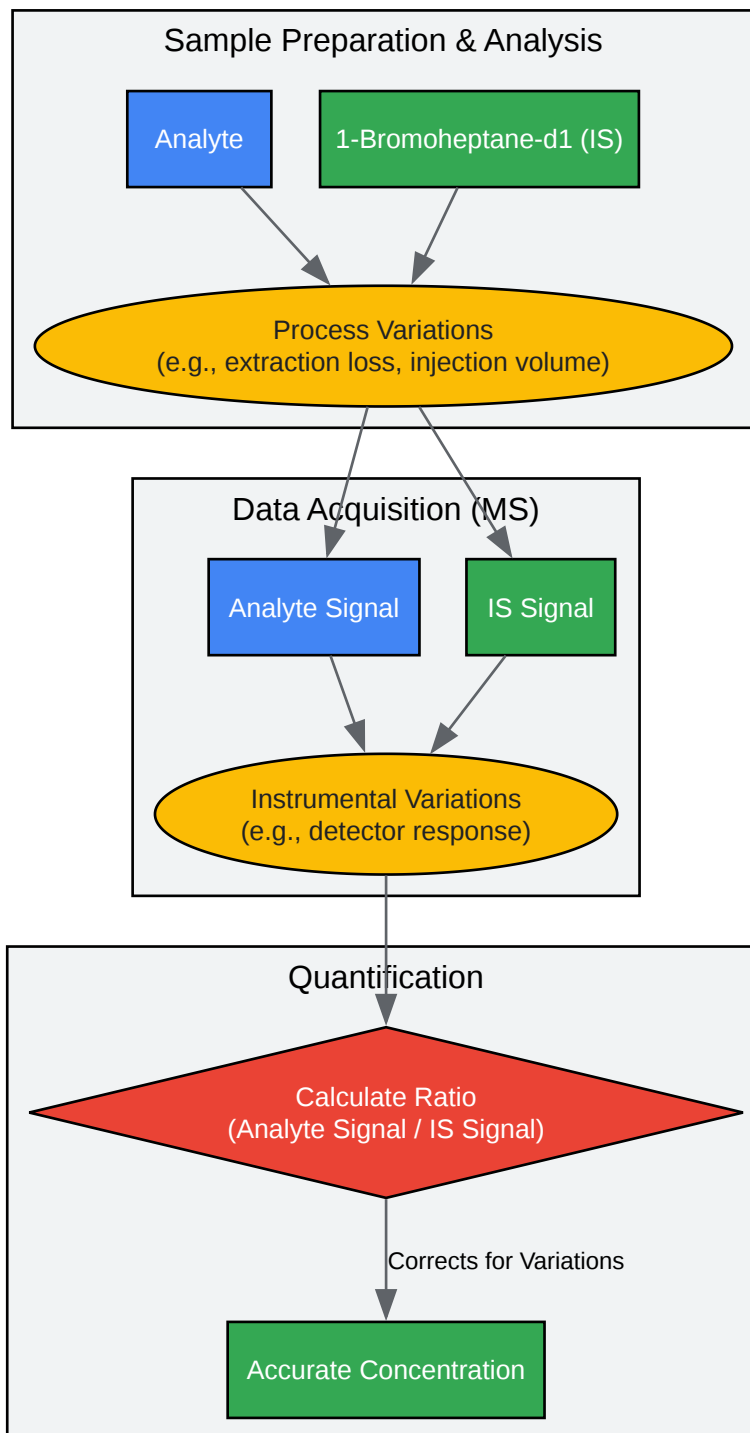 Sample Preparation & Analysis
Analyte
1-Bromoheptane-d1 (IS)
Process Variations
(e.g., extraction loss, injection volume)
Data Acquisition (MS)
Analyte Signal
IS Signal
Instrumental Variations
(e.g., detector response)
Quantification
Calculate Ratio
(Analyte Signal / IS Signal)
Corrects for Variations
Accurate Concentration